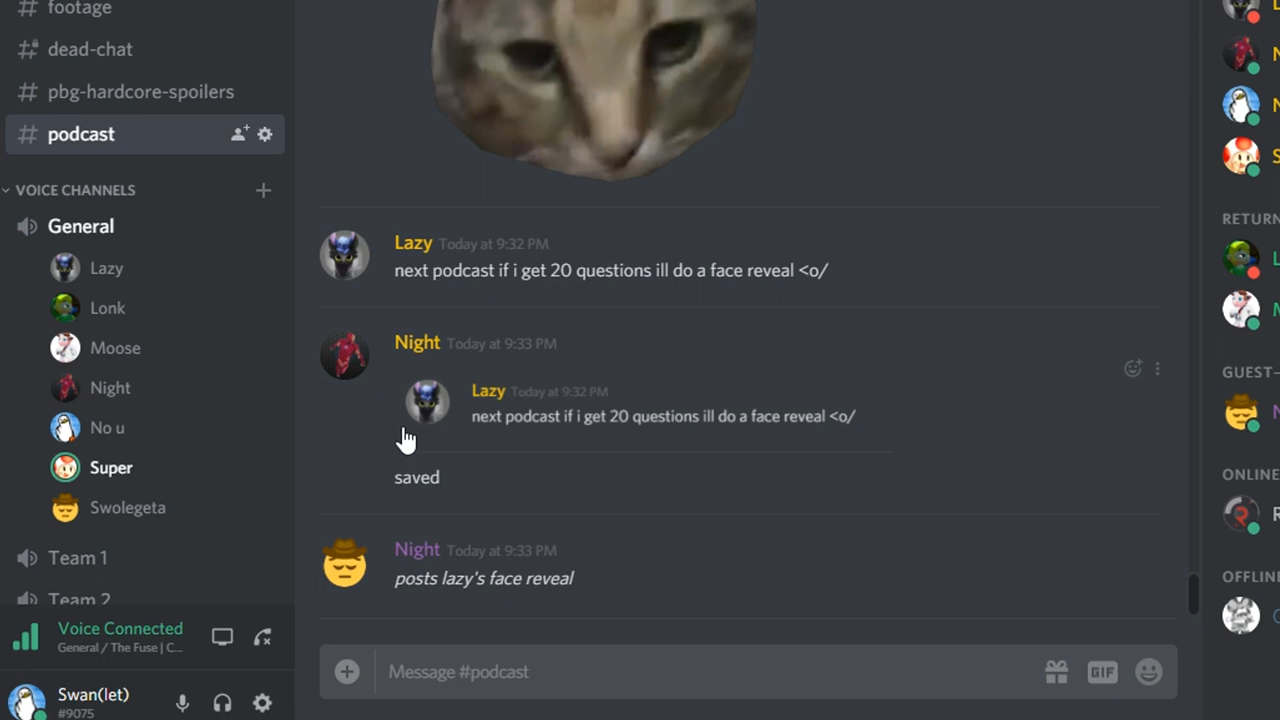 footage
dead-chat
pbg-hardcore-spoilers
podcast
VOICE CHANNELS
General
Lazy
Lonk
Moose
Night
No u
Super
Swolegeta
Team 1
Team 2
Voice Connected
General / The Fuse | C...
Swan(let)
#9075
Lazy Today at 9:32 PM
next podcast if i get 20 questions ill do a face reveal <o/
Night Today at 9:33 PM
Lazy Today at 9:32 PM
next podcast if i get 20 questions ill do a face reveal <o/
saved
Night Today at 9:33 PM
posts lazy's face reveal
Message #podcast
GIF
RETURN
GUEST-
ONLINE
OFFLIN